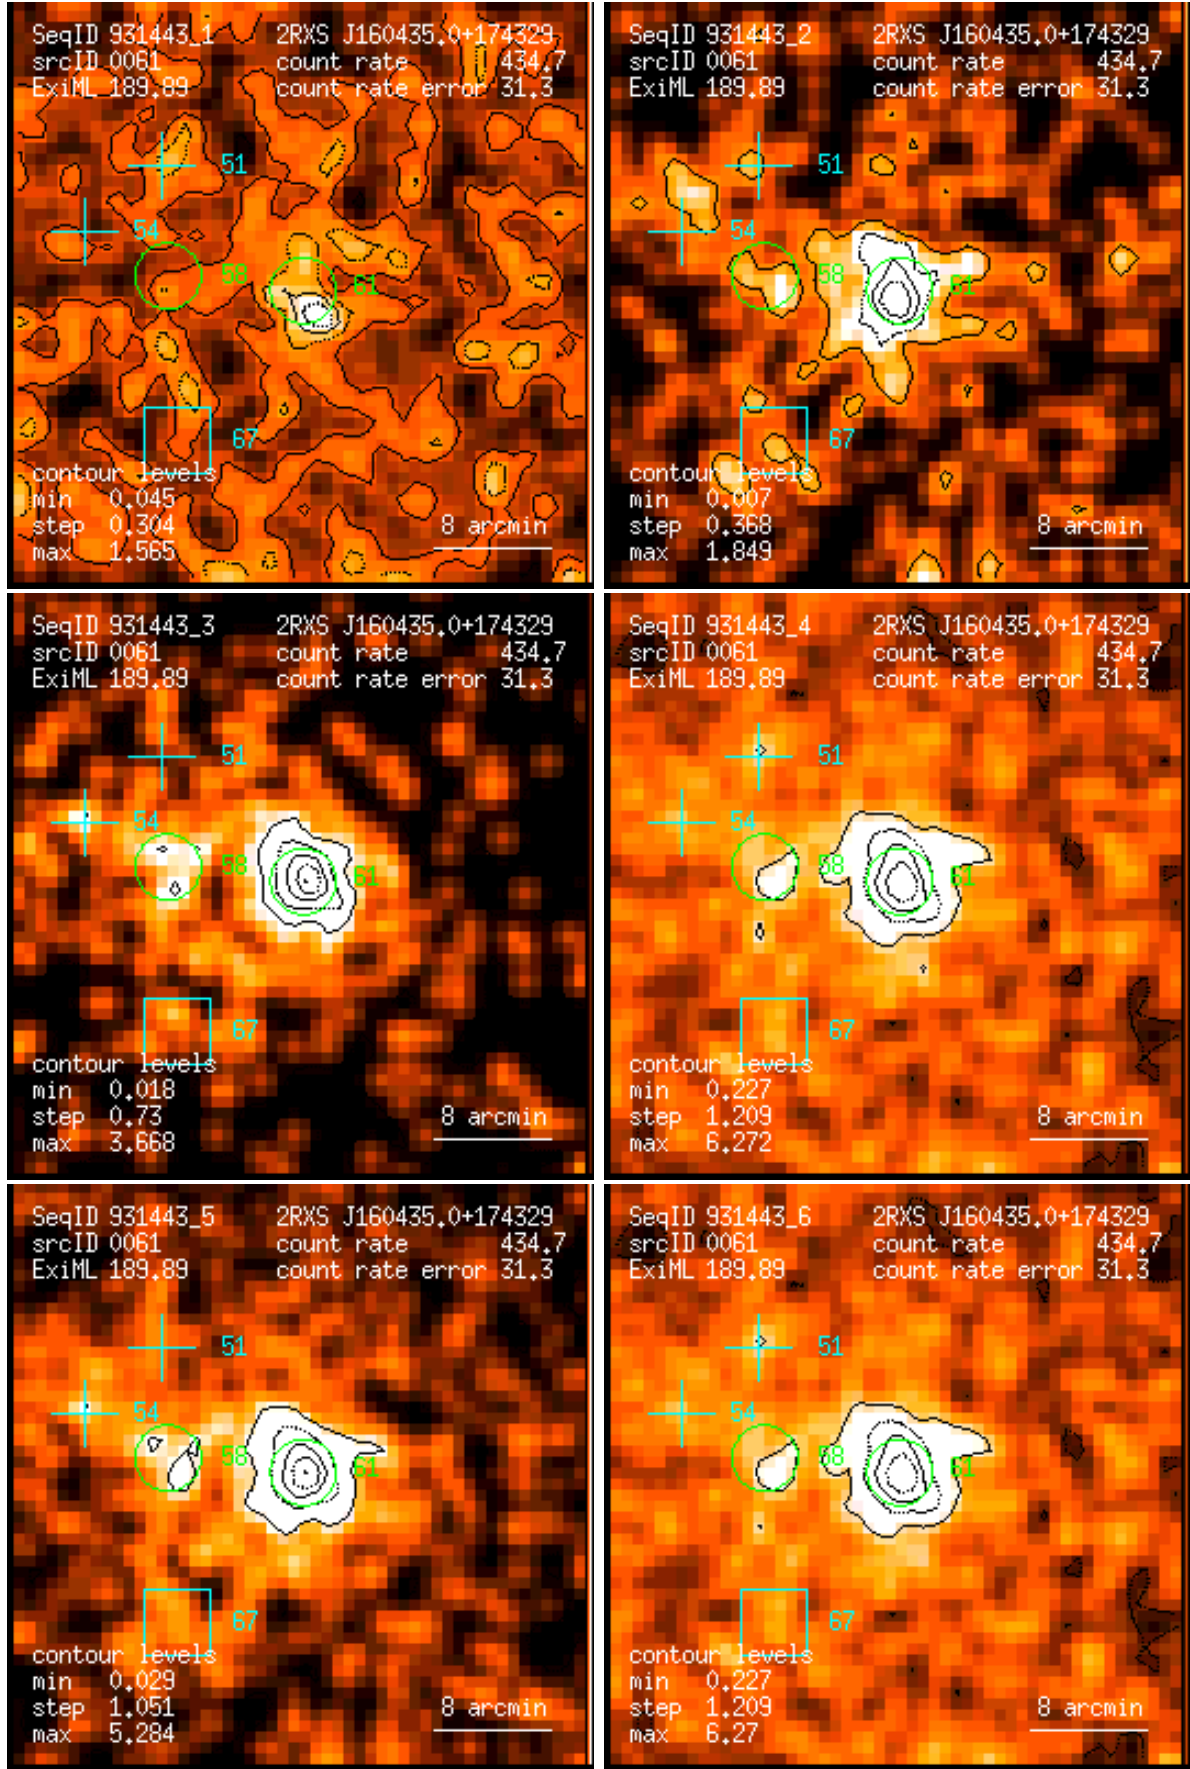 SeqID 931443_1 2RXS J160435.0+174329
srcID 0061 count rate 434.7
ExiML 189.89 count rate error 31.3
51
54
58
61
67
contour levels
min 0.045
step 0.304 8 arcmin
max 1.565
SeqID 931443_2 2RXS J160435.0+174329
srcID 0061 count rate 434.7
ExiML 189.89 count rate error 31.3
51
54
58
61
67
contour levels
min 0.007
step 0.368 8 arcmin
max 1.849
SeqID 931443_3 2RXS J160435.0+174329
srcID 0061 count rate 434.7
ExiML 189.89 count rate error 31.3
51
54
58
61
67
contour levels
min 0.018
step 0.73 8 arcmin
max 3.668
SeqID 931443_4 2RXS J160435.0+174329
srcID 0061 count rate 434.7
ExiML 189.89 count rate error 31.3
51
54
58
61
67
contour levels
min 0.227
step 1.209 8 arcmin
max 6.272
SeqID 931443_5 2RXS J160435.0+174329
srcID 0061 count rate 434.7
ExiML 189.89 count rate error 31.3
51
54
58
61
67
contour levels
min 0.029
step 1.051 8 arcmin
max 5.284
SeqID 931443_6 2RXS J160435.0+174329
srcID 0061 count rate 434.7
ExiML 189.89 count rate error 31.3
51
54
58
61
67
contour levels
min 0.227
step 1.209 8 arcmin
max 6.27